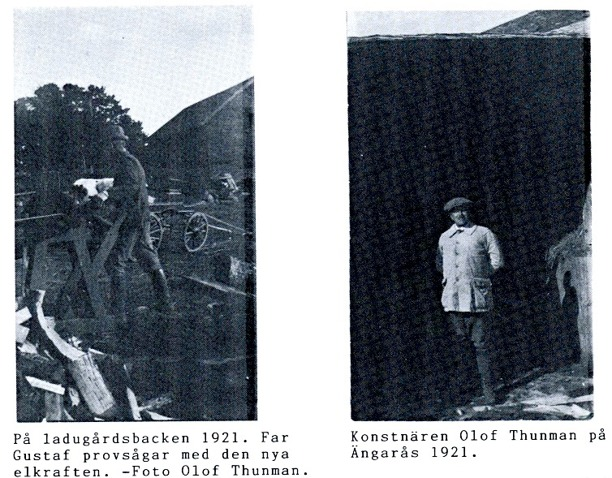 På ladugårdsbacken 1921. Far
Gustaf provsågar med den nya
elkraften. -Foto Olof Thunman.
Konstnären Olof Thunman på
Ängarås 1921.